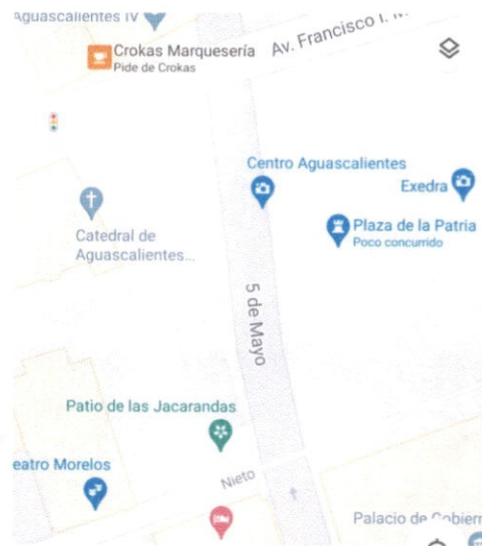 Aguascalientes IV
Crokas Marquesería
Pide de Crokas
Av. Francisco I.
Centro Aguascalientes
Exedra
Plaza de la Patria
Poco concurrido
Catedral de
Aguascalientes...
5 de Mayo
Patio de las Jacarandas
eatro Morelos
Nieto
Palacio de